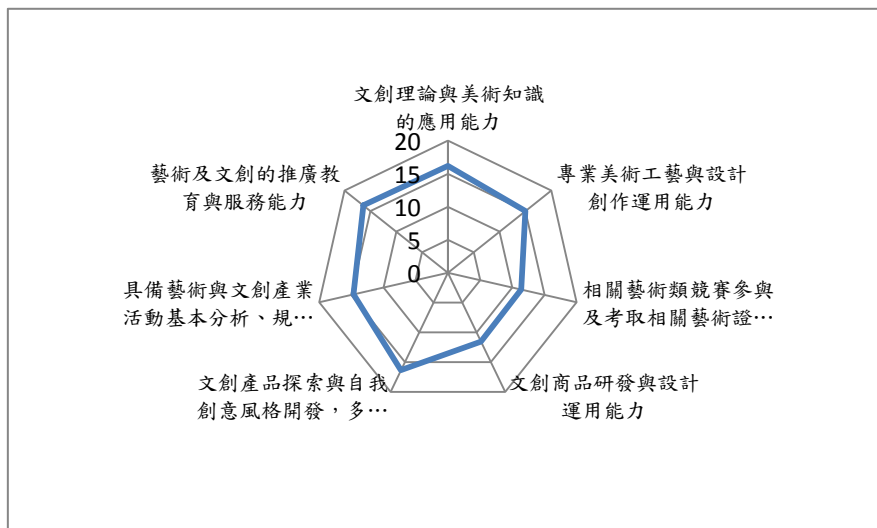 文創理論與美術知識
的應用能力
20
15
10
5
0
專業美術工藝與設計
創作運用能力
相關藝術類競賽參與
及考取相關藝術證…
文創商品研發與設計
運用能力
文創產品探索與自我
創意風格開發，多…
具備藝術與文創產業
活動基本分析、規…
藝術及文創的推廣教
育與服務能力